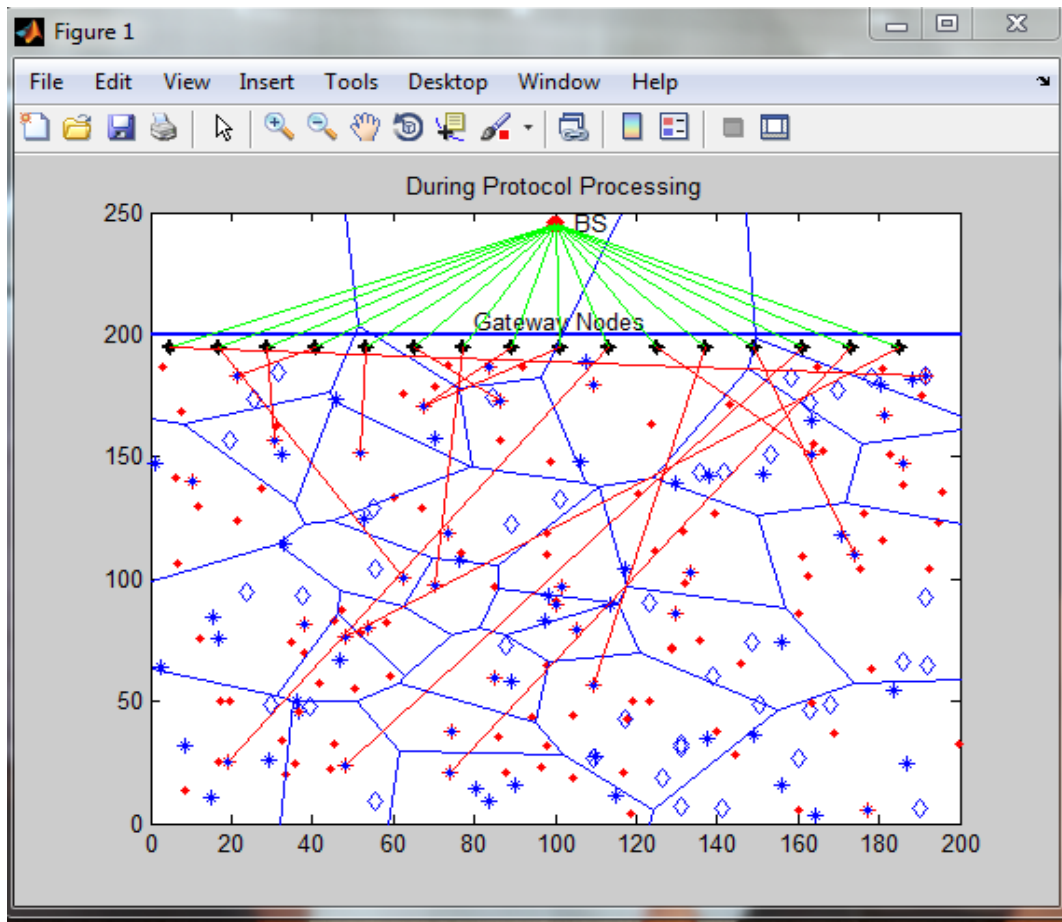 Figure 1
File Edit View Insert Tools Desktop Window Help
During Protocol Processing
250
BS
Gateway Nodes
200
150
100
50
0
0 20 40 60 80 100 120 140 160 180 200